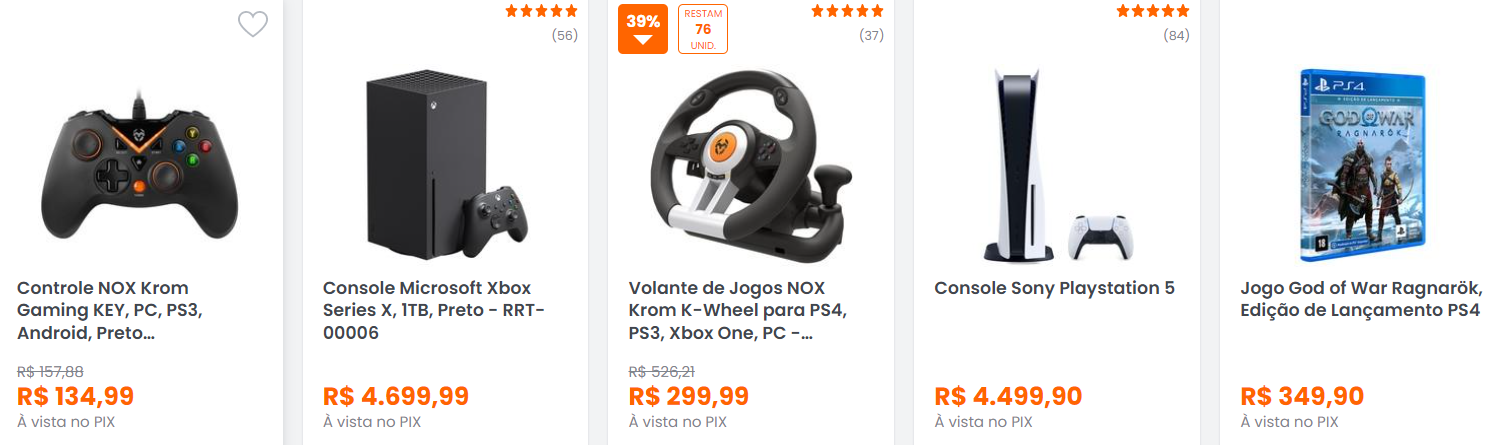 Controle NOX Krom
Gaming KEY, PC, PS3,
Android, Preto...
R$ 157,88
R$ 134,99
À vista no PIX
(56)
Console Microsoft Xbox
Series X, 1TB, Preto - RRT-
00006
R$ 4.699,99
À vista no PIX
39%
RESTAM
76
UNID.
(37)
Volante de Jogos NOX
Krom K-Wheel para PS4,
PS3, Xbox One, PC -...
R$ 526,21
R$ 299,99
À vista no PIX
(84)
Console Sony Playstation 5
R$ 4.499,90
À vista no PIX
PS4
EDIÇÃO DE LANÇAMENTO
GOD OF WAR
RAGNARÖK
18
Jogo God of War Ragnarök,
Edição de Lançamento PS4
R$ 349,90
À vista no PIX